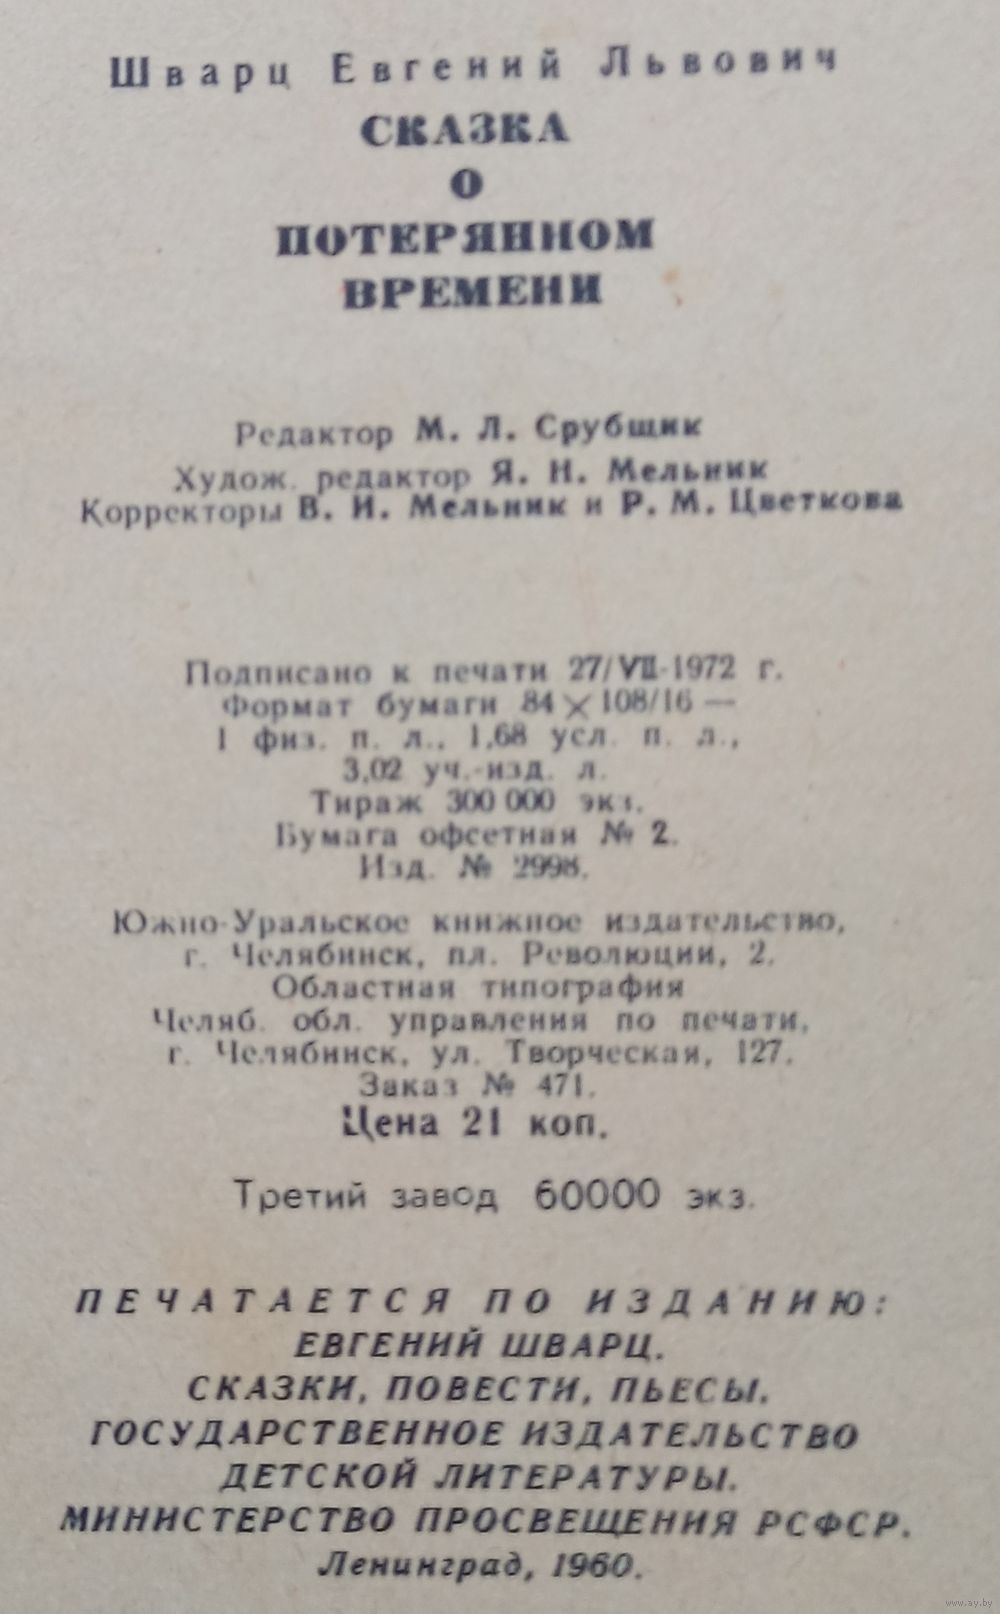 Шварц Евгений Львович
СКАЗКА
О
ПОТЕРЯННОМ
ВРЕМЕНИ
Редактор М. Л. Срубщик
Худож. редактор Я. Н. Мельник
Корректоры В. И. Мельник и Р. М. Цветкова
Подписано к печати 27/VII-1972 г.
Формат бумаги 84×108/16 —
1 физ. п. л., 1,68 усл. п. л.,
3,02 уч.-изд. л.
Тираж 300 000 экз.
Бумага офсетная № 2.
Изд. № 2998.
Южно-Уральское книжное издательство,
г. Челябинск, пл. Революции, 2.
Областная типография
Челяб. обл. управления по печати,
г. Челябинск, ул. Творческая, 127.
Заказ № 471.
Цена 21 коп.
Третий завод 60000 экз.
ПЕЧАТАЕТСЯ ПО ИЗДАНИЮ:
ЕВГЕНИЙ ШВАРЦ.
СКАЗКИ, ПОВЕСТИ, ПЬЕСЫ.
ГОСУДАРСТВЕННОЕ ИЗДАТЕЛЬСТВО
ДЕТСКОЙ ЛИТЕРАТУРЫ.
МИНИСТЕРСТВО ПРОСВЕЩЕНИЯ РСФСР.
Ленинград, 1960.
www.ay.by